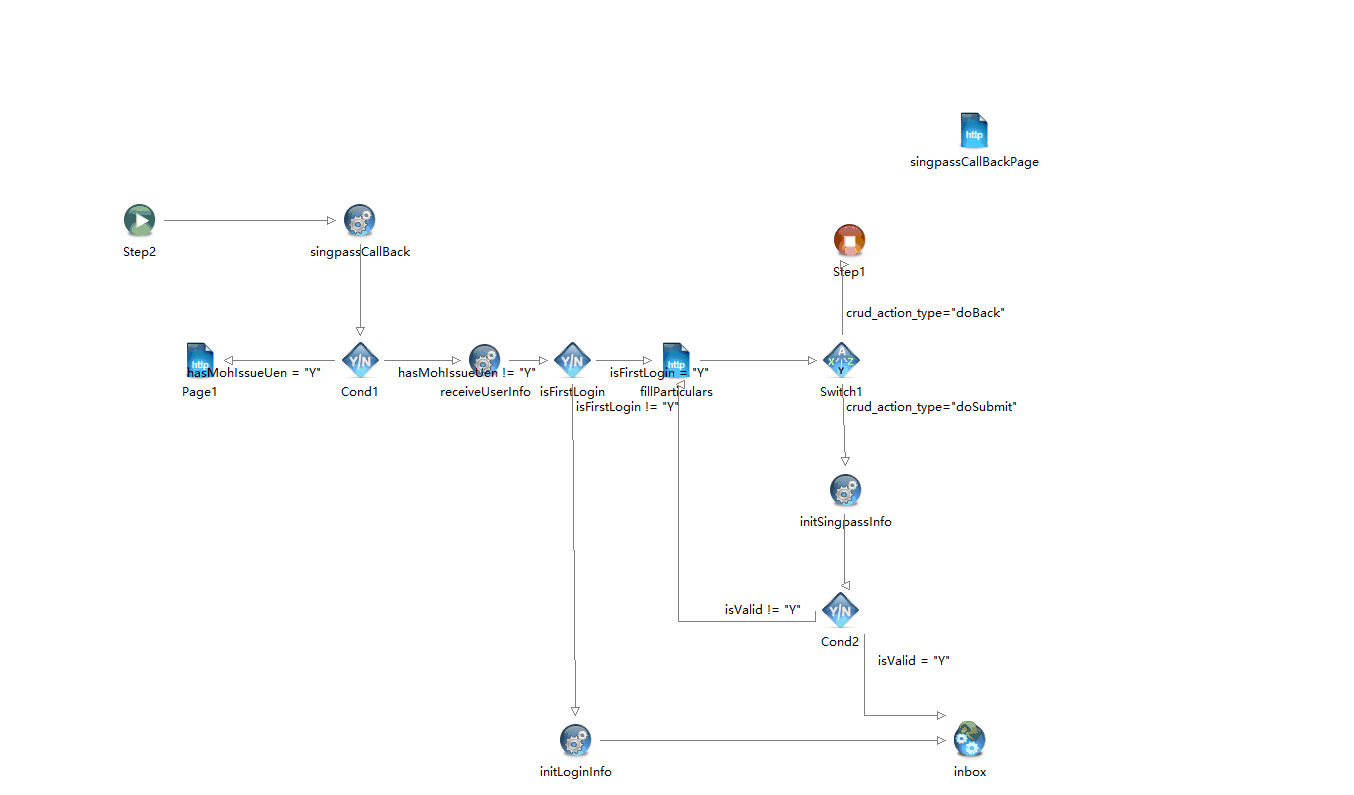 http
singpassCallBackPage
Step2
singpassCallBack
Step1
crud_action_type="doBack"
http
Y/N
Y/N
http
A
X Z
Y
hasMohIssueUen = "Y"
hasMohIssueUen != "Y"
isFirstLogin = "Y"
Page1
Cond1
receiveUserInfo
isFirstLogin
fillParticulars
Switch1
isFirstLogin != "Y"
crud_action_type="doSubmit"
initSingpassInfo
isValid != "Y"
Y/N
Cond2
isValid = "Y"
initLoginInfo
inbox